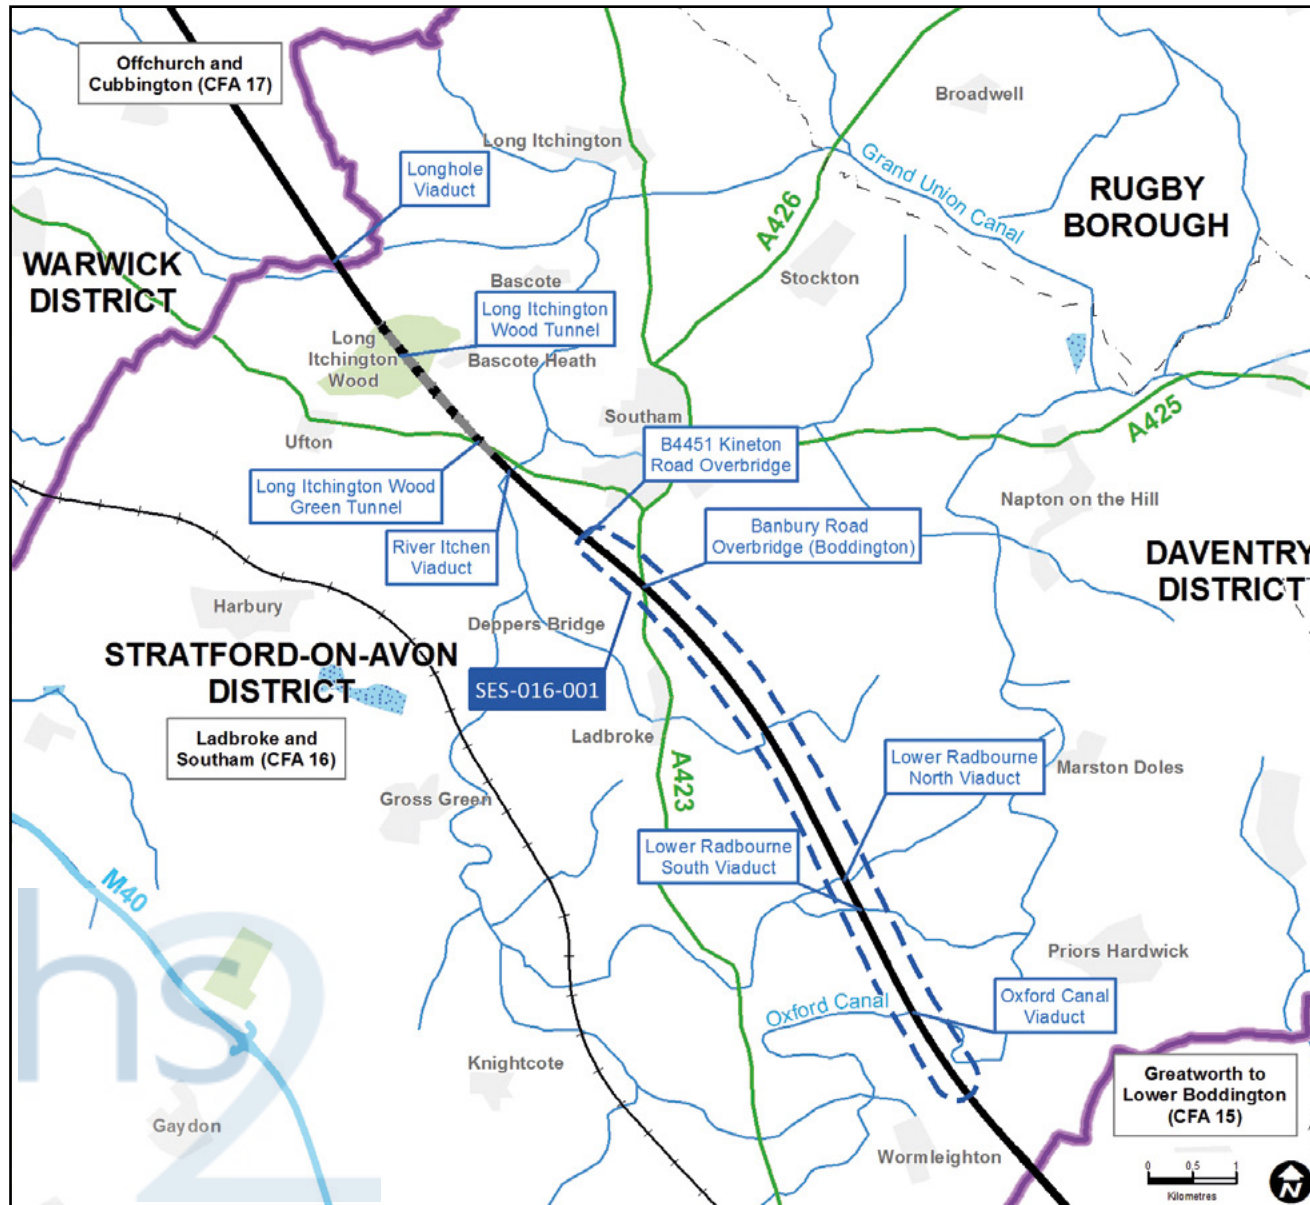 Offchurch and
Cubbington (CFA 17)
Broadwell
Long Itchington
Grand Union Canal
Longhole
Viaduct
RUGBY
BOROUGH
A426
WARWICK
DISTRICT
Stockton
Bascote
Long Itchington
Wood Tunnel
Long
Itchington
Wood
Bascote Heath
Southam
A425
Ufton
B4451 Kineton
Road Overbridge
Long Itchington Wood
Green Tunnel
Napton on the Hill
Banbury Road
Overbridge (Boddington)
River Itchen
Viaduct
DAVENTRY
DISTRICT
Harbury
Deppers Bridge
STRATFORD-ON-AVON
DISTRICT
SES-016-001
Ladbroke and
Southam (CFA 16)
Ladbroke
A423
Lower Radbourne
North Viaduct
Marston Doles
Gross Green
Lower Radbourne
South Viaduct
M40
hs2
Priors Hardwick
Oxford Canal
Oxford Canal
Viaduct
Knightcote
Greatworth to
Lower Boddington
(CFA 15)
Gaydon
Wormleighton
0 0.5 1
Kilometres
N